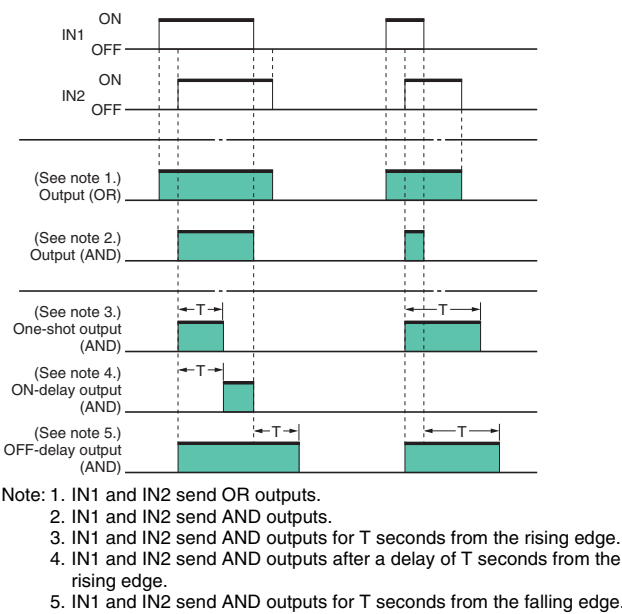 ON
IN1
OFF
ON
IN2
OFF
(See note 1.)
Output (OR)
(See note 2.)
Output (AND)
(See note 3.)
One-shot output
(AND)
T
T
(See note 4.)
ON-delay output
(AND)
T
(See note 5.)
OFF-delay output
(AND)
T
T
Note: 1. IN1 and IN2 send OR outputs.
2. IN1 and IN2 send AND outputs.
3. IN1 and IN2 send AND outputs for T seconds from the rising edge.
4. IN1 and IN2 send AND outputs after a delay of T seconds from the
rising edge.
5. IN1 and IN2 send AND outputs for T seconds from the falling edge.